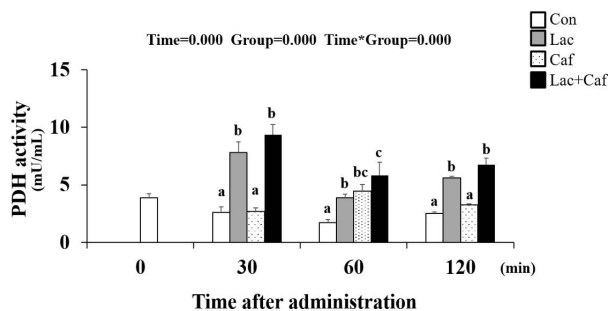 Con
Lac
Caf
Lac+Caf
Time=0.000 Group=0.000 Time*Group=0.000
PDH activity
(mU/mL)
15
10
5
0
a b a b
a b bc c
a b a b
0 30 60 120 (min)
Time after administration